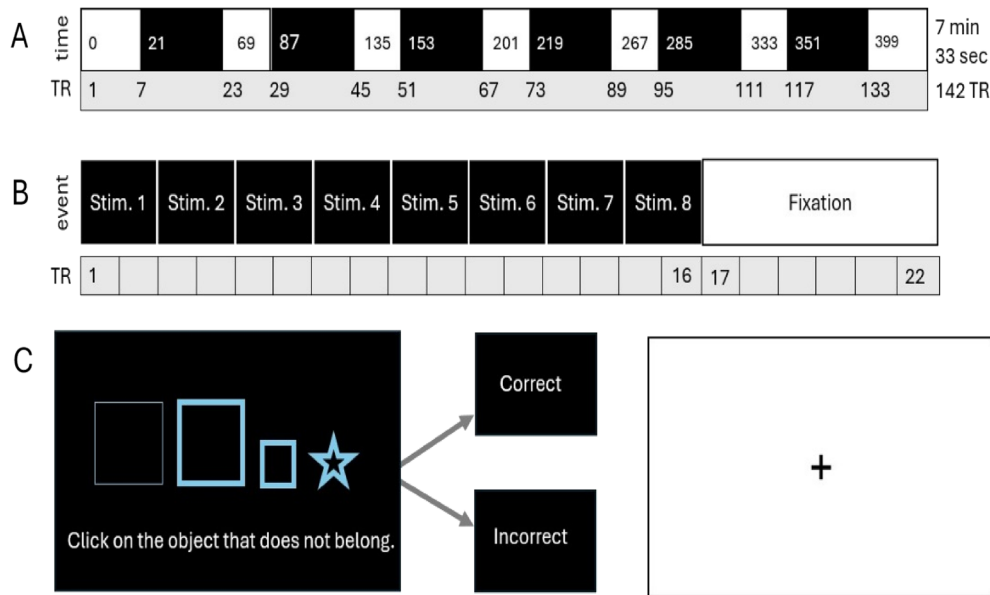 A
time
0 21 69 87 135 153 201 219 267 285 333 351 399
7 min
33 sec
TR 1 7 23 29 45 51 67 73 89 95 111 117 133 142 TR
B
event
Stim. 1 Stim. 2 Stim. 3 Stim. 4 Stim. 5 Stim. 6 Stim. 7 Stim. 8 Fixation
TR 1 16 17 22
C
Correct
Click on the object that does not belong.
Incorrect
+